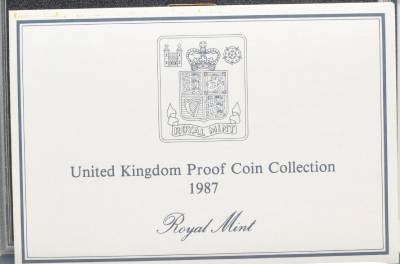 ROYAL MINT
United Kingdom Proof Coin Collection
1987
Royal Mint